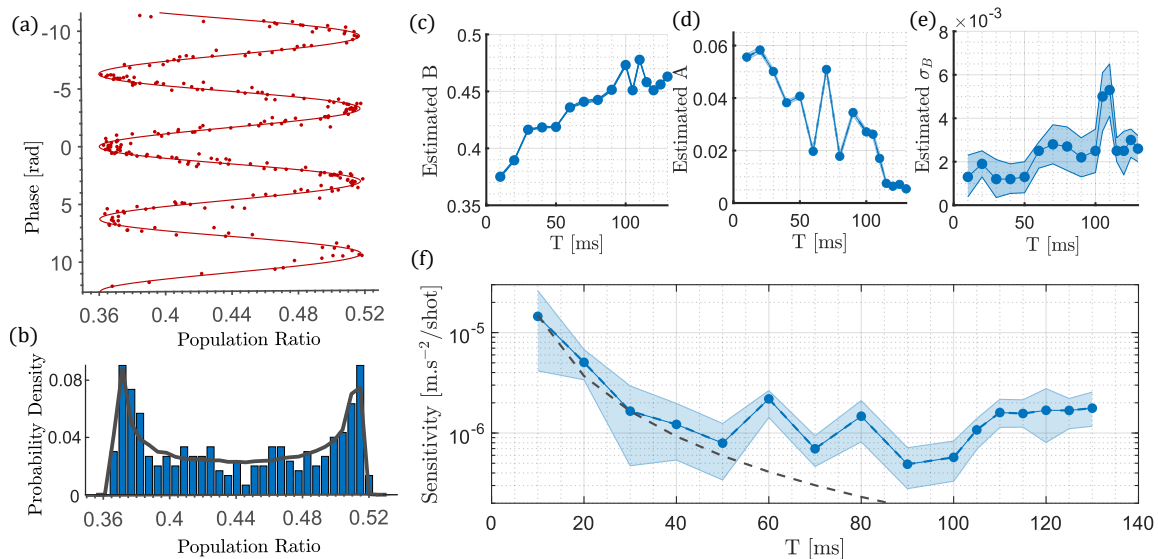 (a)
-10
-5
0
5
10
Phase [rad]
0.36
0.40
0.44
0.48
0.52
Population Ratio
(b)
0.08
0.04
0
Probability Density
0.36
0.4
0.44
0.48
0.52
Population Ratio
(c)
0.5
0.45
0.4
0.35
Estimated B
0
50
100
T [ms]
(d)
0.06
0.04
0.02
0
Estimated A
0
50
100
T [ms]
(e)
×10⁻³
8
6
4
2
0
Estimated σ_B
0
50
100
T [ms]
(f)
10⁻⁵
10⁻⁶
Sensitivity [m.s⁻²/shot]
0
20
40
60
80
100
120
140
T [ms]